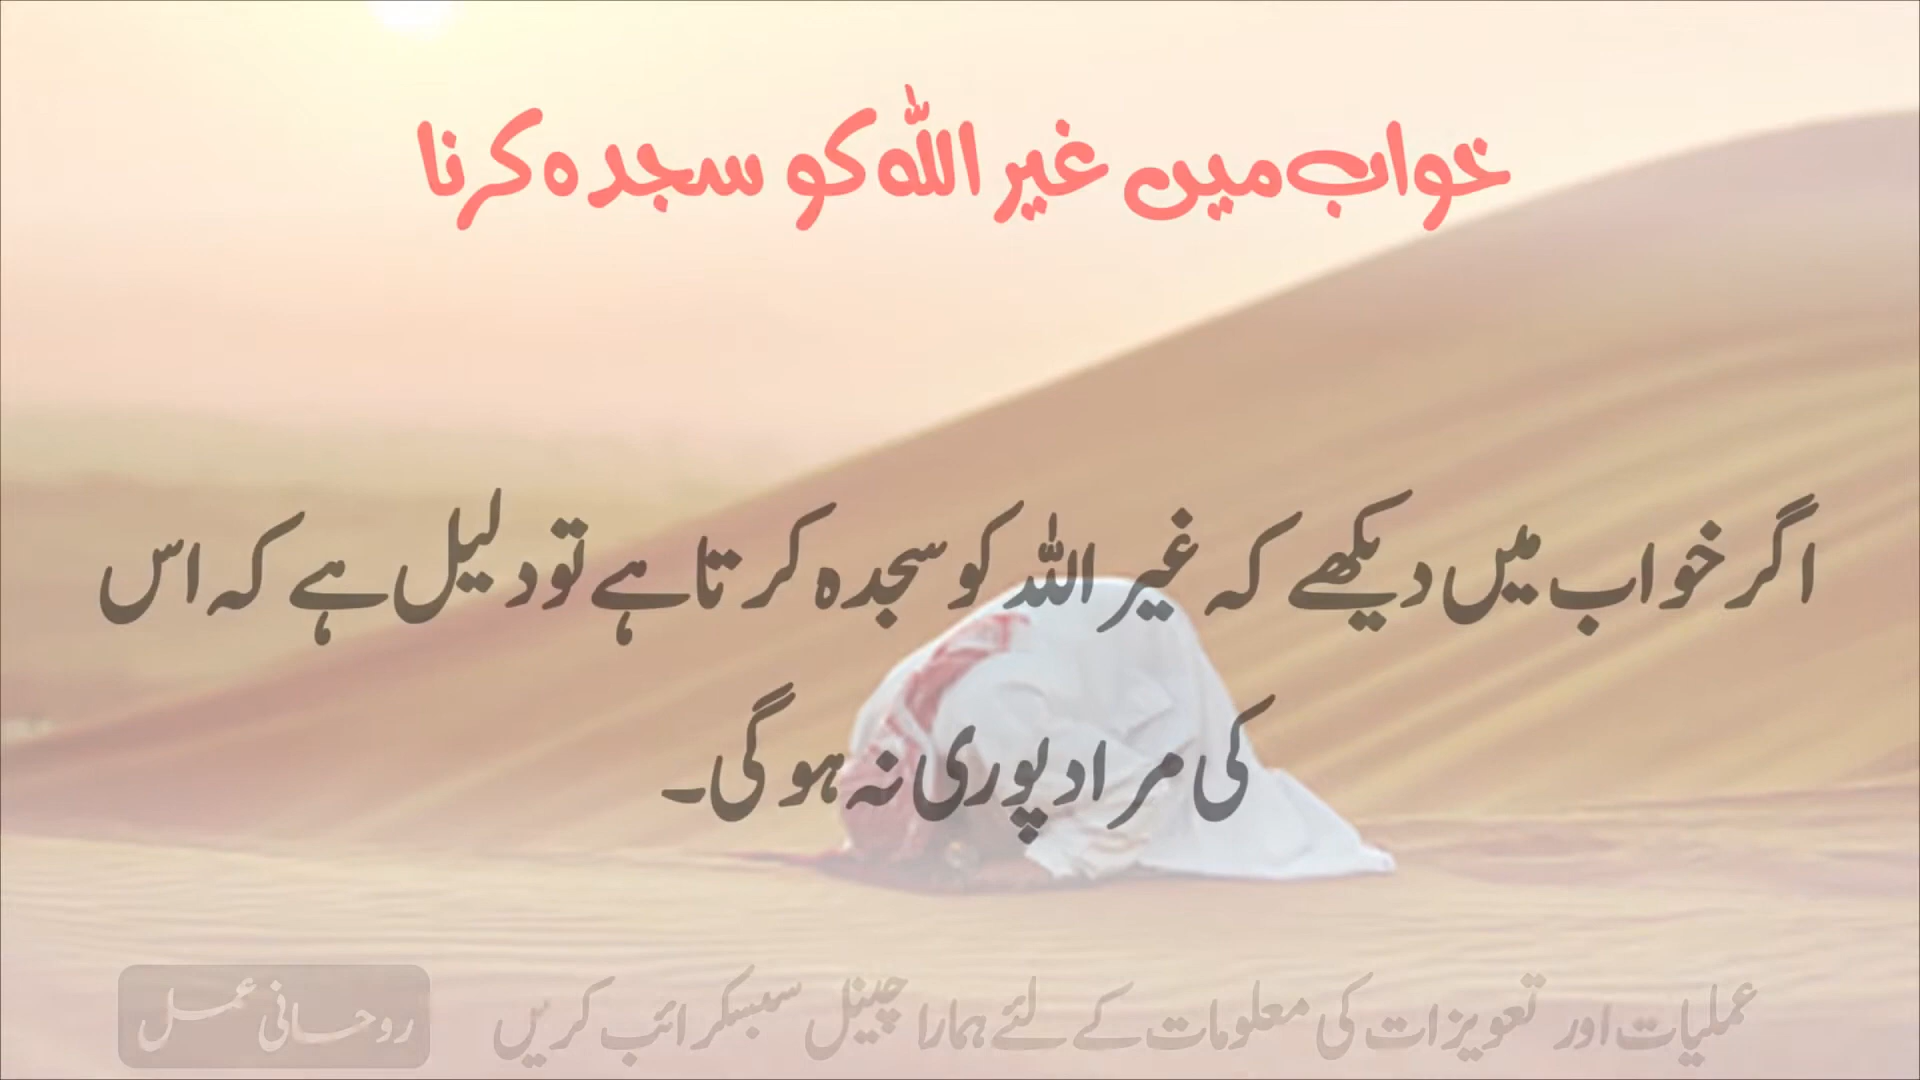 خواب میں غیر اللہ کو سجدہ کرنا
اگر خواب میں دیکھے کہ غیر اللہ کو سجدہ کرتا ہے تو دلیل ہے کہ اس
کی مراد پوری نہ ہوگی۔
عملیات اور تعویزات کی معلومات کے لئے ہمارا چینل سبسکرائب کریں
روحانی عمل